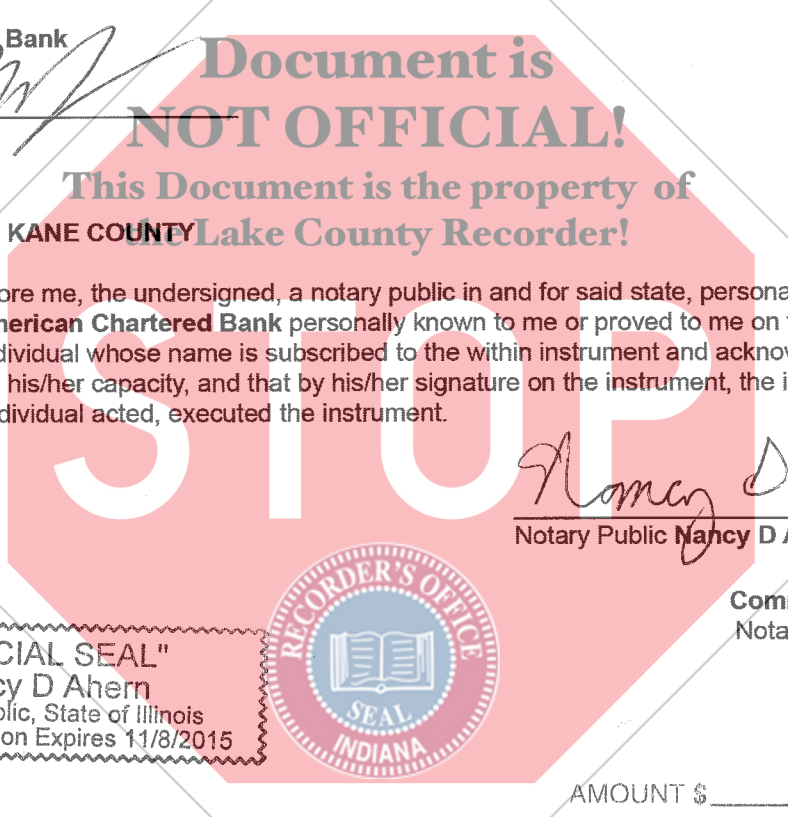 Bank
Document is
NOT OFFICIAL!
This Document is the property of
the Lake County Recorder!
KANE COUNTY
ore me, the undersigned, a notary public in and for said state, persona
nerican Chartered Bank personally known to me or proved to me on
dividual whose name is subscribed to the within instrument and acknov
his/her capacity, and that by his/her signature on the instrument, the i
dividual acted, executed the instrument.
STOP
Nancy D
Notary Public Nancy D A
Com
Nota
CIAL SEAL"
cy D Ahern
blic, State of Illinois
on Expires 11/8/2015
RECORDER'S OFFICE
SEAL
INDIANA
AMOUNT $